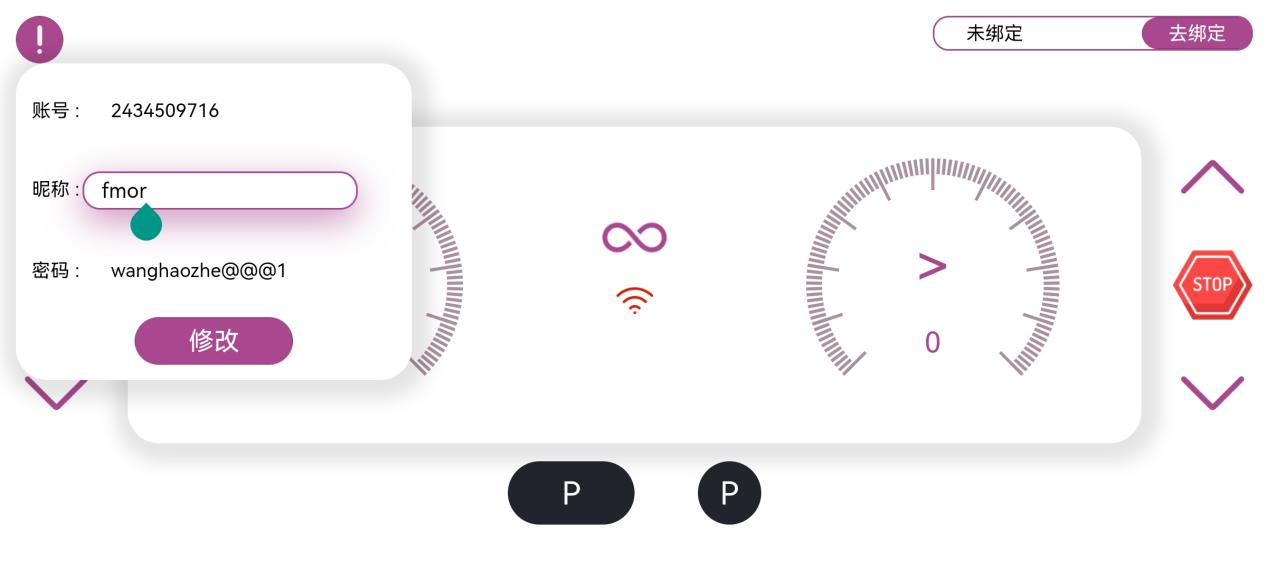 未绑定
去绑定
账号 :
2434509716
昵称 :
fmor
密码 :
wanghaozhe@@@1
修改
>
0
STOP
P
P